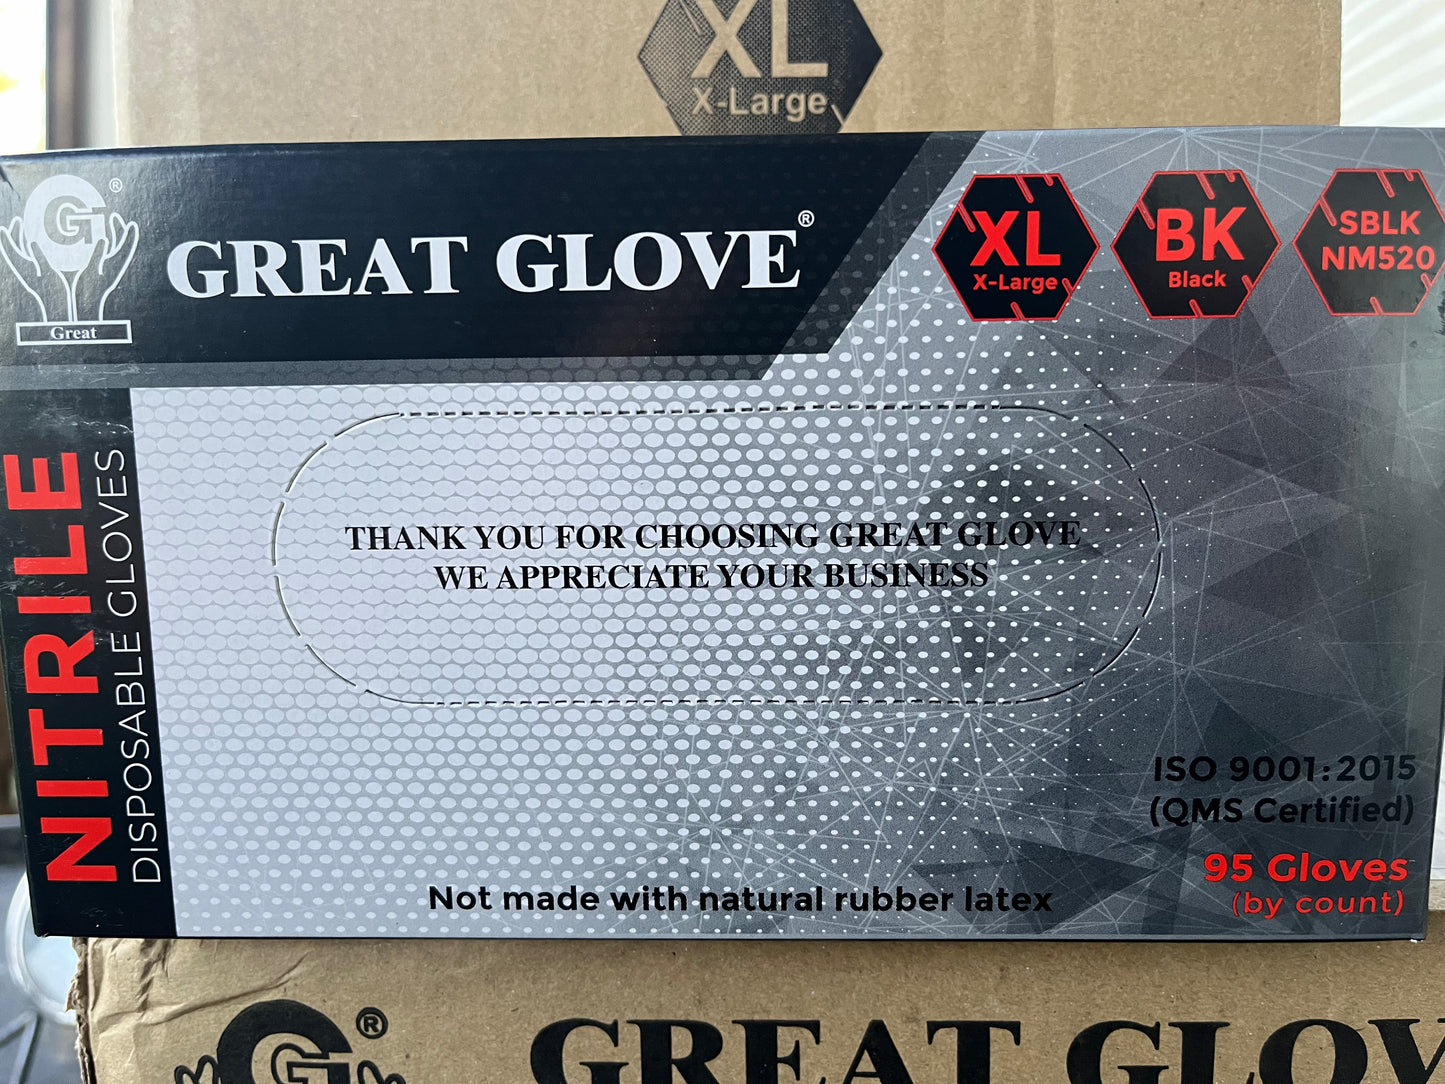 XL
X-Large
G
®
Great
GREAT GLOVE®
XL
X-Large
BK
Black
SBLK
NM520
NITRILE
DISPOSABLE GLOVES
THANK YOU FOR CHOOSING GREAT GLOVE
WE APPRECIATE YOUR BUSINESS
ISO 9001:2015
(QMS Certified)
95 Gloves
(by count)
Not made with natural rubber latex
G
®
GREAT GLOV